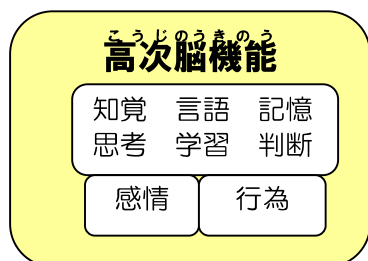 こうじのうきのう
高次脳機能
知覚 言語 記憶
思考 学習 判断
感情 行為